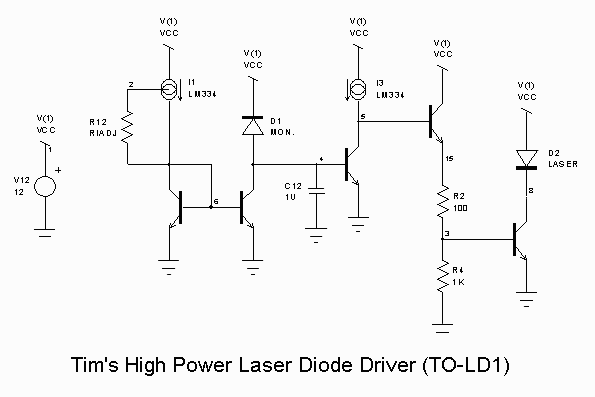 V(1)
VCC
V(1)
VCC
V(1)
VCC
V(1)
VCC
V(1)
VCC
V(1)
VCC
2
I1
LM334
I3
LM334
R12
RIADJ
D1
MON.
5
1
V12
12
+
6
4
C12
1U
15
D2
LASER
8
R2
100
3
R4
1K
Tim's High Power Laser Diode Driver (TO-LD1)